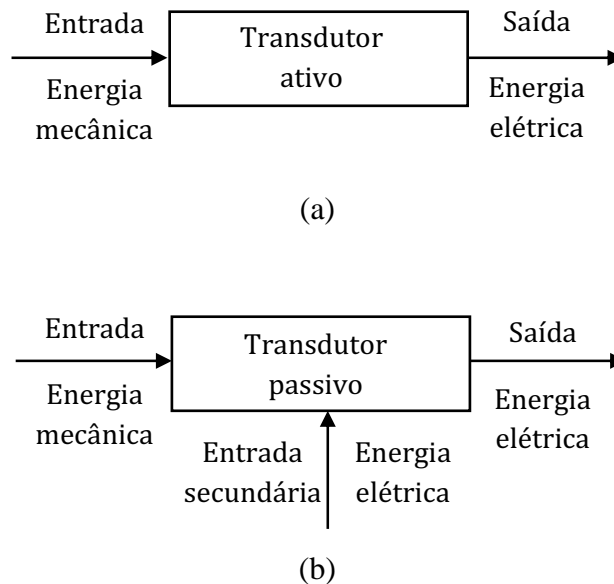 Entrada
Energia
mecânica
Transdutor
ativo
Saída
Energia
elétrica
(a)
Entrada
Energia
mecânica
Transdutor
passivo
Saída
Energia
elétrica
Entrada
secundária
Energia
elétrica
(b)